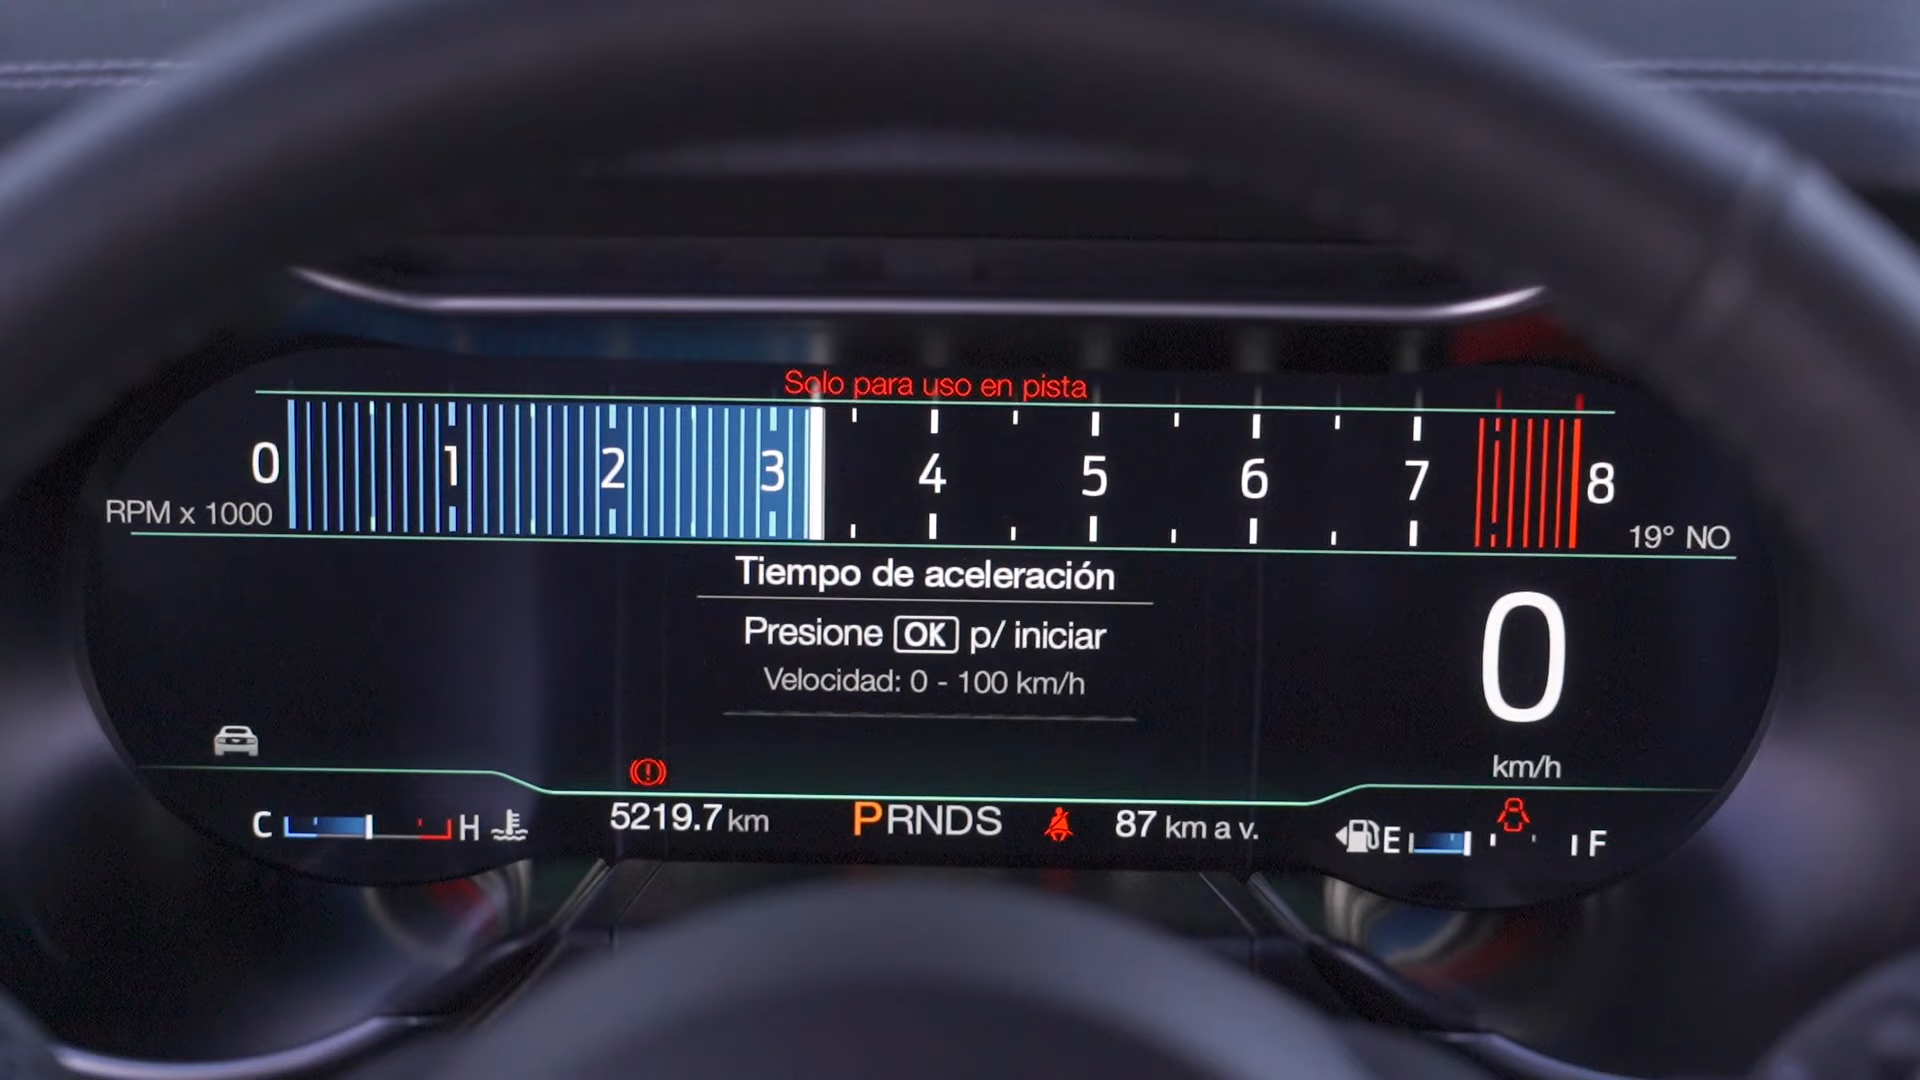 Solo para uso en pista
0 1 2 3 4 5 6 7 8
RPM x 1000
19° NO
Tiempo de aceleración
Presione OK p/ iniciar
Velocidad: 0 - 100 km/h
0
km/h
C H
5219.7 km
PRNDS
87 km a v.
E F